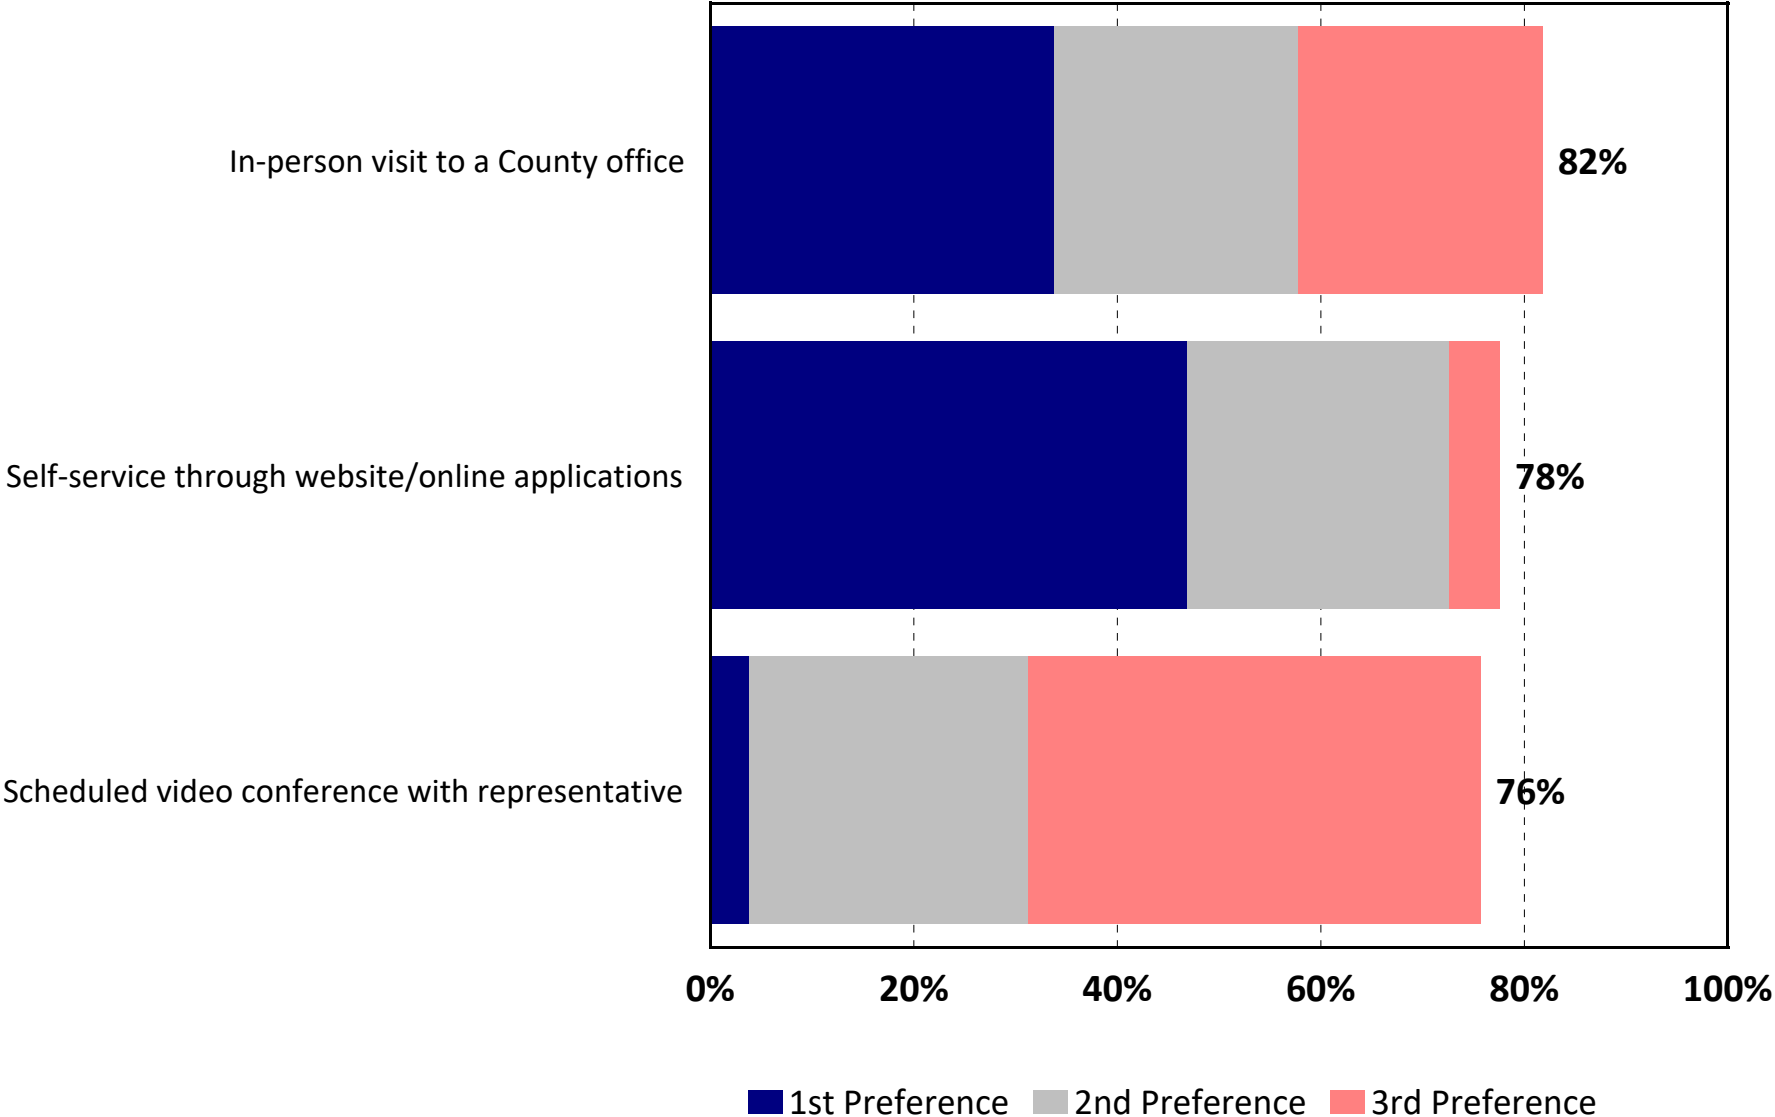 In-person visit to a County office
82%
Self-service through website/online applications
78%
Scheduled video conference with representative
76%
0% 20% 40% 60% 80% 100%
1st Preference 2nd Preference 3rd Preference